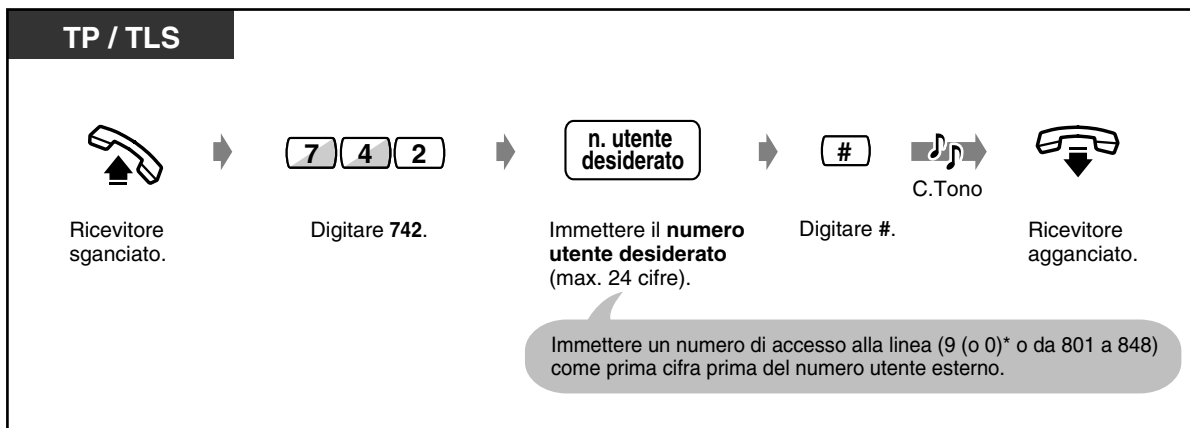 TP / TLS
7 4 2
n. utente
desiderato
#
C.Tono
Ricevitore
sganciato.
Digitare 742.
Immettere il numero
utente desiderato
(max. 24 cifre).
Digitare #.
Ricevitore
agganciato.
Immettere un numero di accesso alla linea (9 (o 0)* o da 801 a 848)
come prima cifra prima del numero utente esterno.